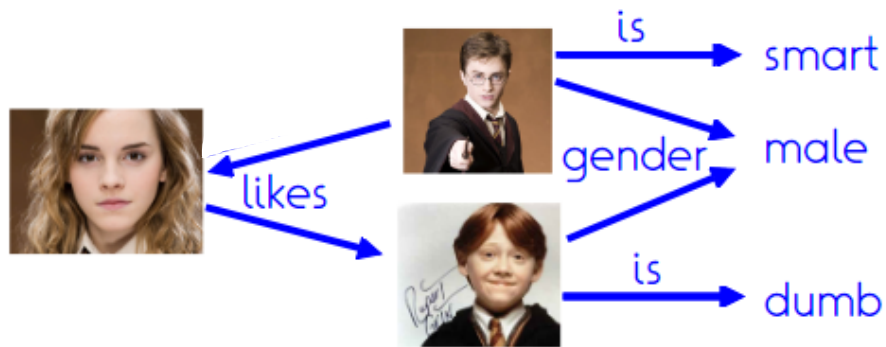 is
smart
likes
gender
male
is
dumb